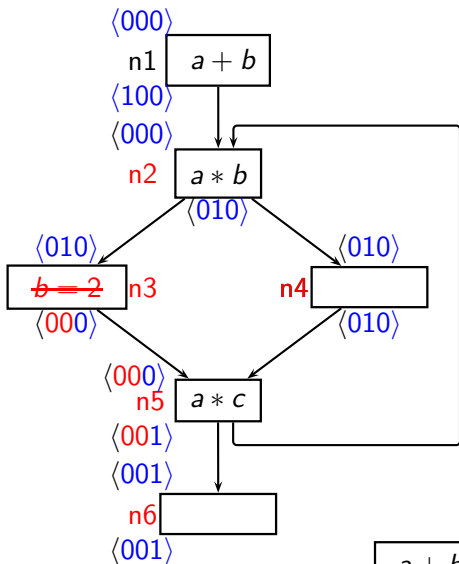 ⟨000⟩
n1 a + b
⟨100⟩
⟨000⟩
n2 a ∗ b
⟨010⟩
⟨010⟩ ⟨010⟩
b = 2 n3 n4
⟨000⟩ ⟨010⟩
⟨000⟩
n5 a ∗ c
⟨001⟩
⟨001⟩
n6
⟨001⟩
a + b